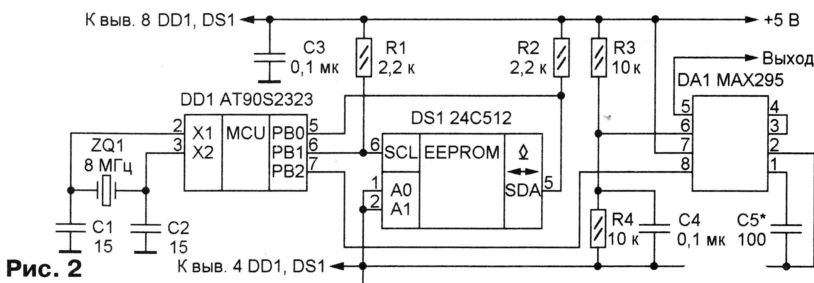 К выв. 8 DD1, DS1
+5 В
C3
0,1 мк
R1
2,2 к
R2
2,2 к
R3
10к
Выход
DA1 MAX295
DD1 AT90S2323
DS1 24C512
ZQ1
8 МГц
2
3
X1
X2
MCU
PB0
PB1
PB2
5
6
7
6
SCL
EEPROM
SDA
5
1
2
A0
A1
5
6
7
8
4
3
2
1
C1
15
C2
15
R4
10 к
C4
0,1 мк
C5*
100
Рис. 2
К выв. 4 DD1, DS1